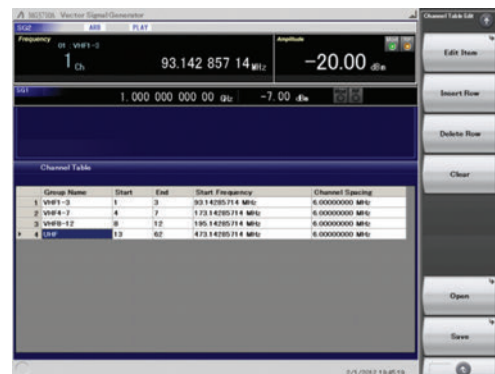 MG3710A Vector Signal Generator
Channel Table Edit
SG2 ARB PLAY
Frequency
01 : VHF1-3
1 Ch
93.142 857 14 MHz
Amplitude
-20.00 dBm
SG1
1. 000 000 000 00 GHz
-7. 00 dBm
Channel Table
Group Name Start End Start Frequency Channel Spacing
1 VHF1-3 1 3 93.14285714 MHz 6.00000000 MHz
2 VHF4-7 4 7 173.14285714 MHz 6.00000000 MHz
3 VHF8-12 8 12 195.14285714 MHz 6.00000000 MHz
4 UHF 13 62 473.14285714 MHz 6.00000000 MHz
Edit Item
Insert Row
Delete Row
Clear
Open
Save